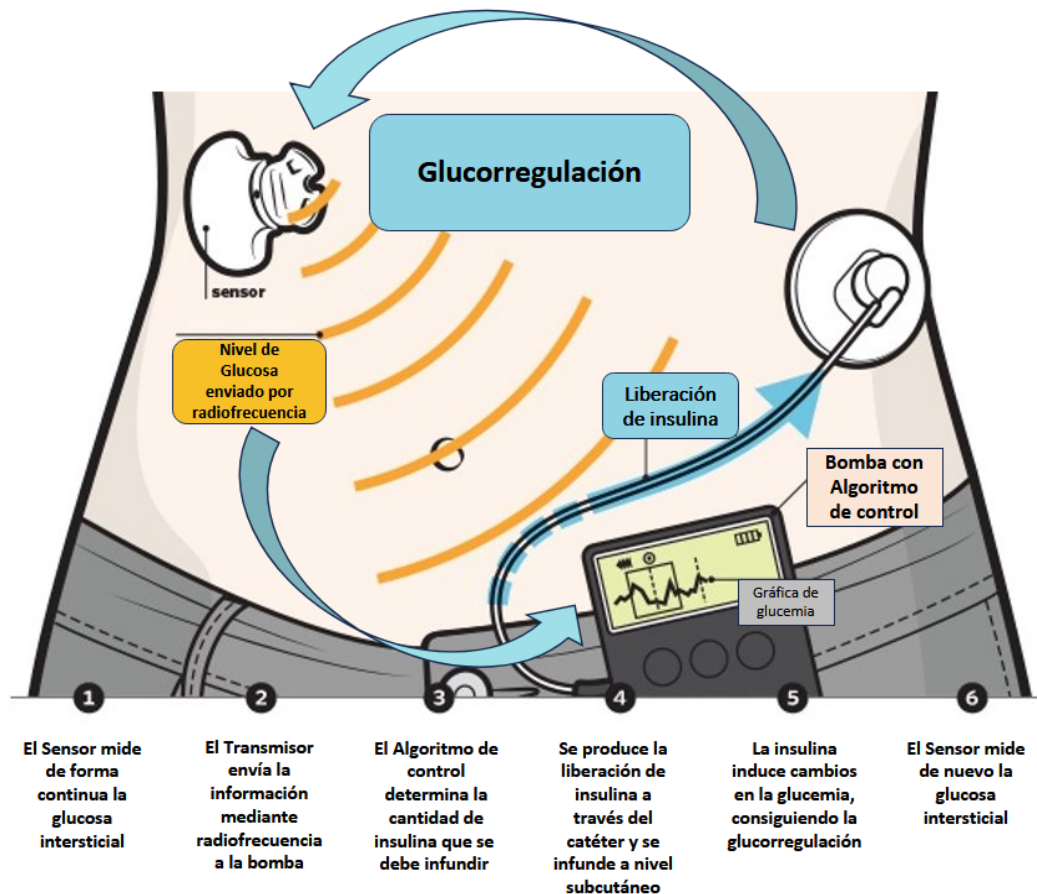 Glucorregulación
sensor
Nivel de
Glucosa
enviado por
radiofrecuencia
Liberación
de insulina
Bomba con
Algoritmo
de control
Gráfica de
glucemia
1
2
3
4
5
6
El Sensor mide
de forma
continua la
glucosa
intersticial
El Transmisor
envía la
información
mediante
radiofrecuencia
a la bomba
El Algoritmo de
control
determina la
cantidad de
insulina que se
debe infundir
Se produce la
liberación de
insulina a
través del
catéter y se
infunde a nivel
subcutáneo
La insulina
induce cambios
en la glucemia,
consiguiendo la
glucorregulación
El Sensor mide
de nuevo la
glucosa
intersticial